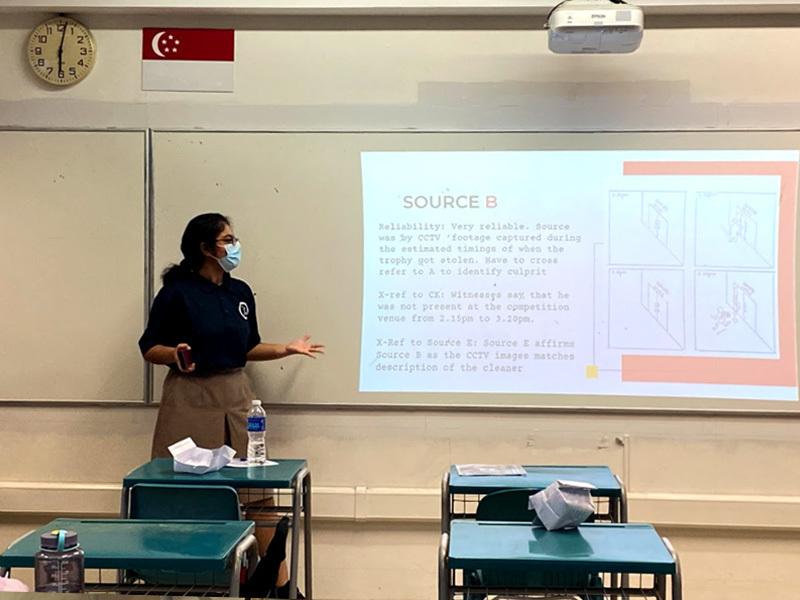 EPSON
SOURCE B
Reliability: Very reliable. Source
was by CCTV 'footage captured during
the estimated timings of when the
trophy got stolen. Have to cross
refer to A to identify culprit
X-ref to CK: Witnesses say that he
was not present at the competition
venue from 2.15pm to 3.20pm.
X-Ref to Source E: Source E affirms
Source B as the CCTV images matches
description of the cleaner